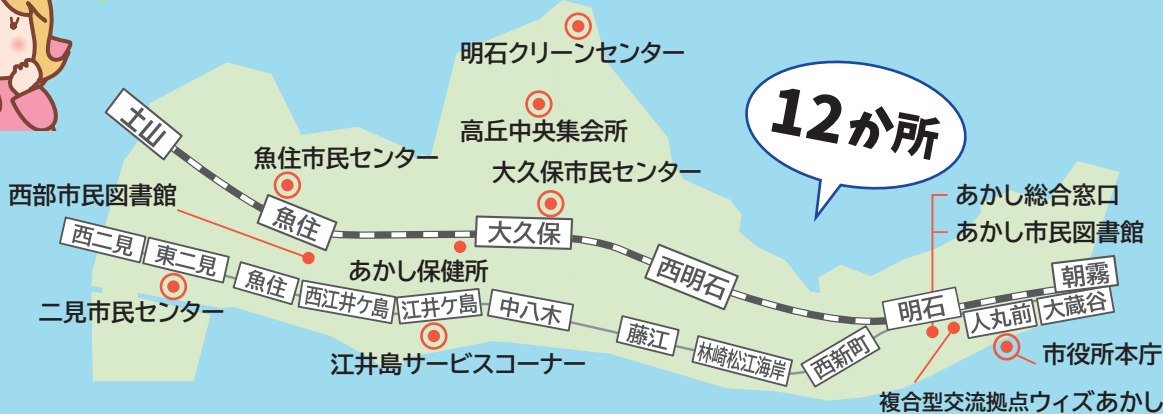 明石クリーンセンター
高丘中央集会所
12か所
土山
魚住市民センター
大久保市民センター
西部市民図書館
魚住
大久保
あかし総合窓口
あかし市民図書館
西二見
東二見
魚住
西江井ケ島
江井ケ島
中八木
あかし保健所
西明石
朝霧
明石
人丸前
大蔵谷
二見市民センター
藤江
林崎松江海岸
西新町
江井島サービスコーナー
市役所本庁
複合型交流拠点ウィズあかし